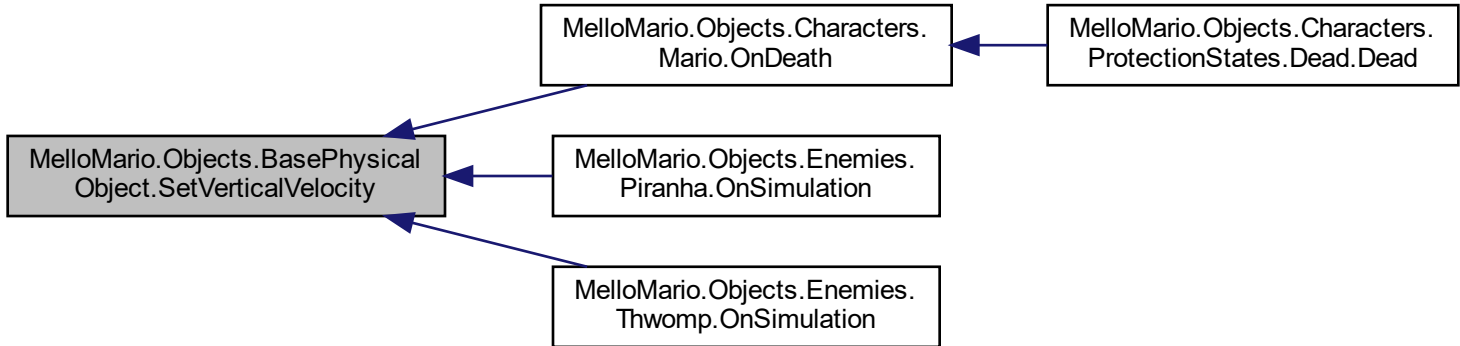 MelloMario.Objects.Characters.
Mario.OnDeath
MelloMario.Objects.Characters.
ProtectionStates.Dead.Dead
MelloMario.Objects.BasePhysical
Object.SetVerticalVelocity
MelloMario.Objects.Enemies.
Piranha.OnSimulation
MelloMario.Objects.Enemies.
Thwomp.OnSimulation